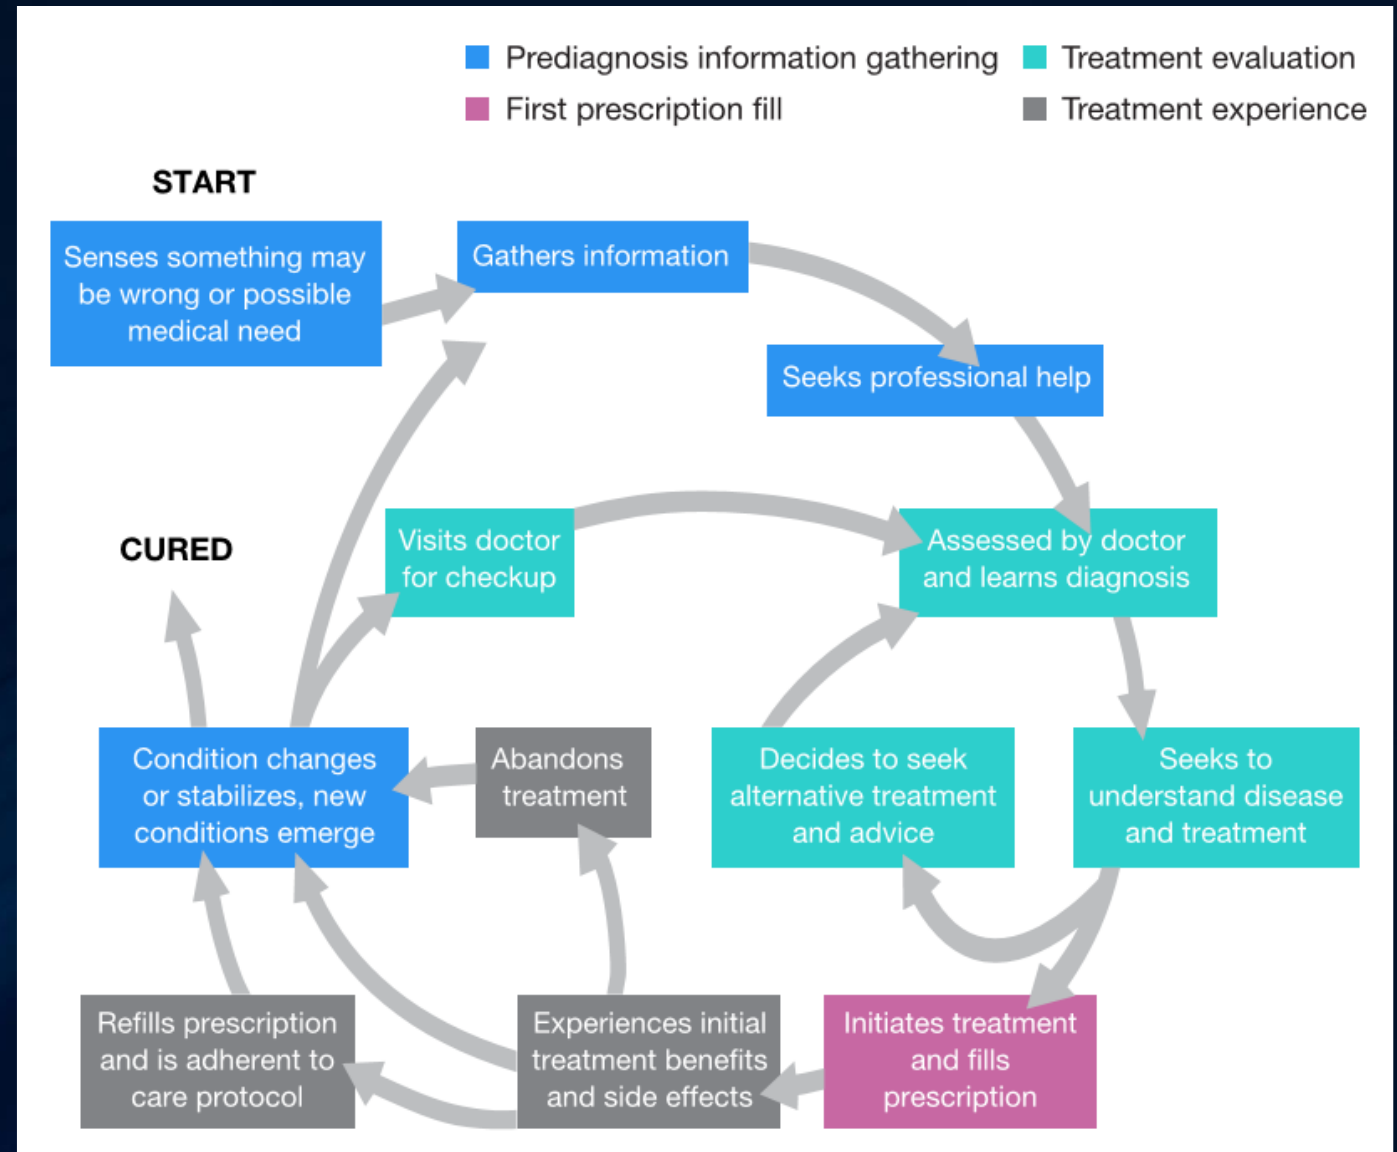 Prediagnosis information gathering
Treatment evaluation
First prescription fill
Treatment experience
START
Senses something may
be wrong or possible
medical need
Gathers information
Seeks professional help
CURED
Visits doctor
for checkup
Assessed by doctor
and learns diagnosis
Condition changes
or stabilizes, new
conditions emerge
Abandons
treatment
Decides to seek
alternative treatment
and advice
Seeks to
understand disease
and treatment
Refills prescription
and is adherent to
care protocol
Experiences initial
treatment benefits
and side effects
Initiates treatment
and fills
prescription